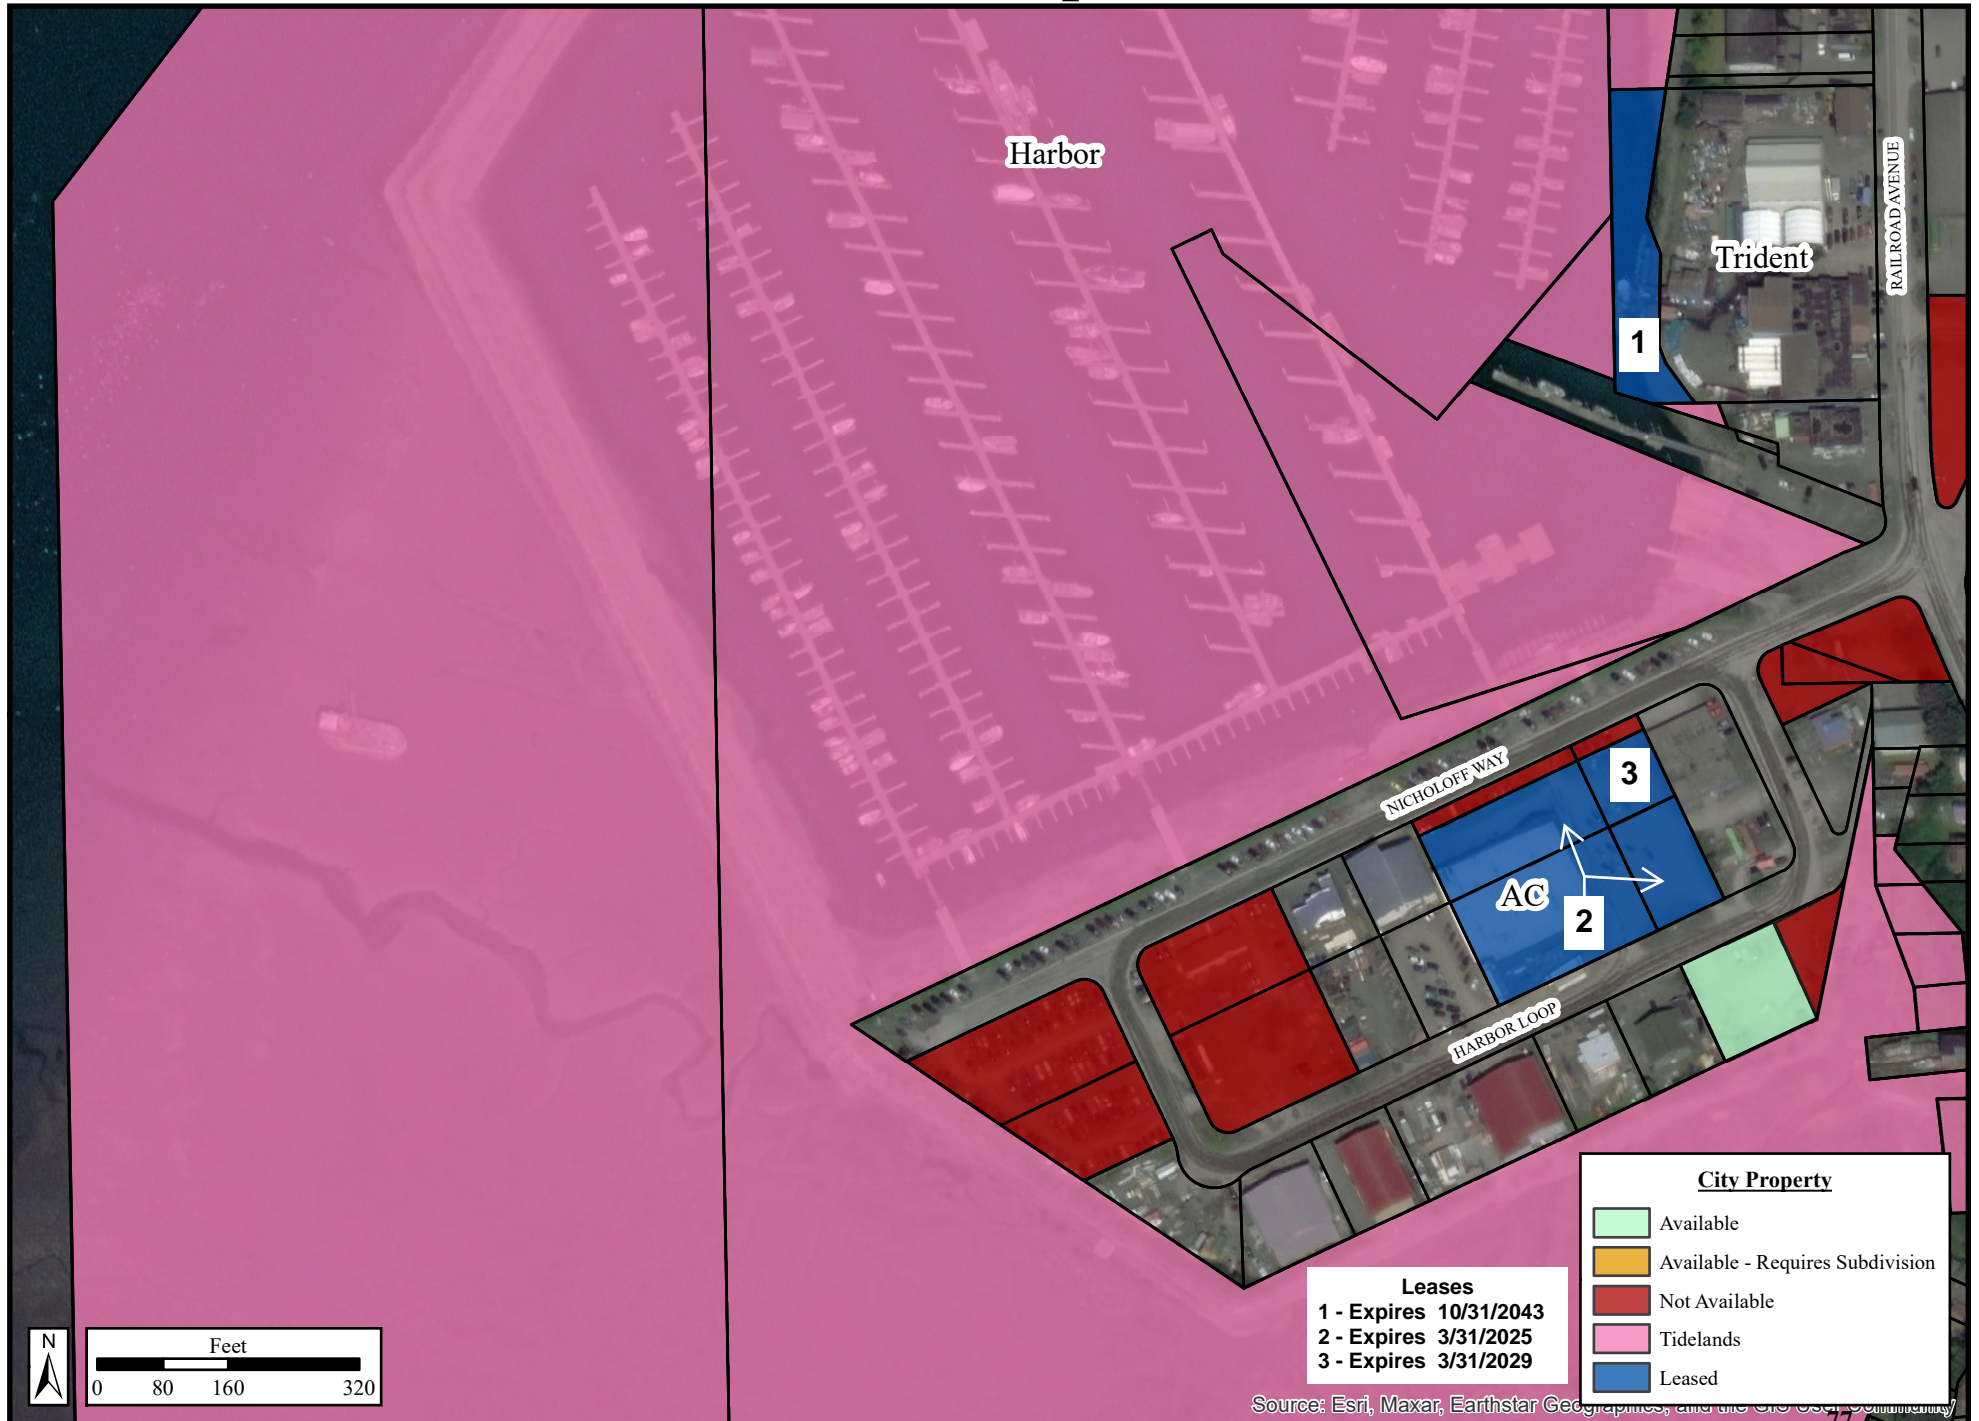 Harbor
Trident
RAILROAD AVENUE
1
NICHOLOFF WAY
3
AC
2
HARBOR LOOP
City Property
Available
Available - Requires Subdivision
Not Available
Tidelands
Leased
Leases
1 - Expires 10/31/2043
2 - Expires 3/31/2025
3 - Expires 3/31/2029
N
Feet
0 80 160 320
Source: Esri, Maxar, Earthstar Geographics, and the GIS User Community
77